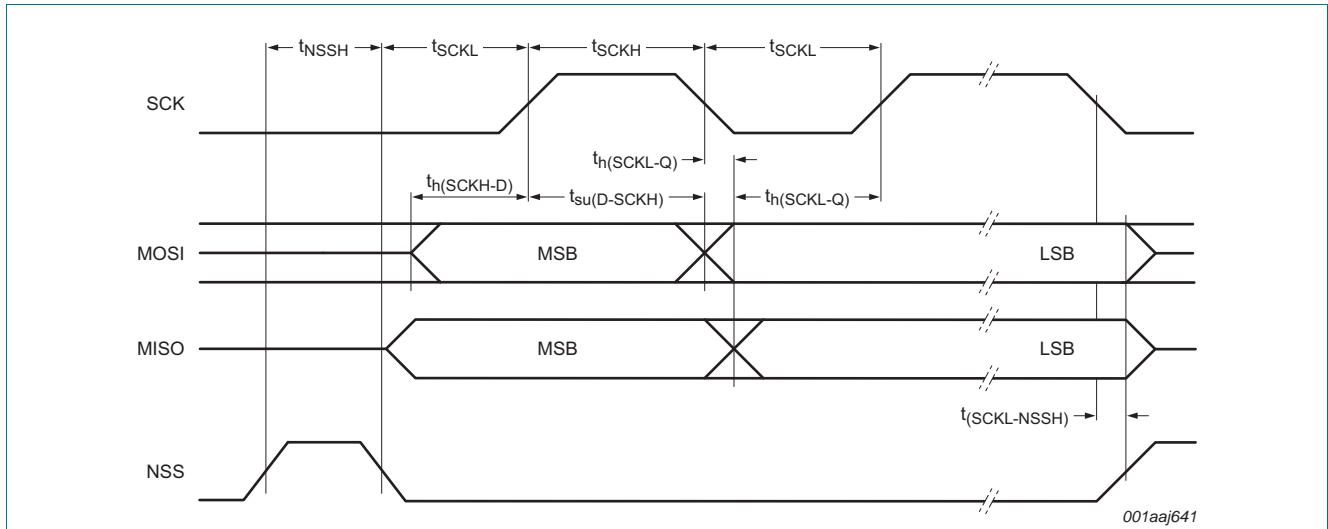 tNSSH tSCKL tSCKH tSCKL
SCK
th(SCKL-Q)
th(SCKH-D) tsu(D-SCKH) th(SCKL-Q)
MOSI MSB LSB
MISO MSB LSB
t(SCKL-NSSH)
NSS
001aaj641